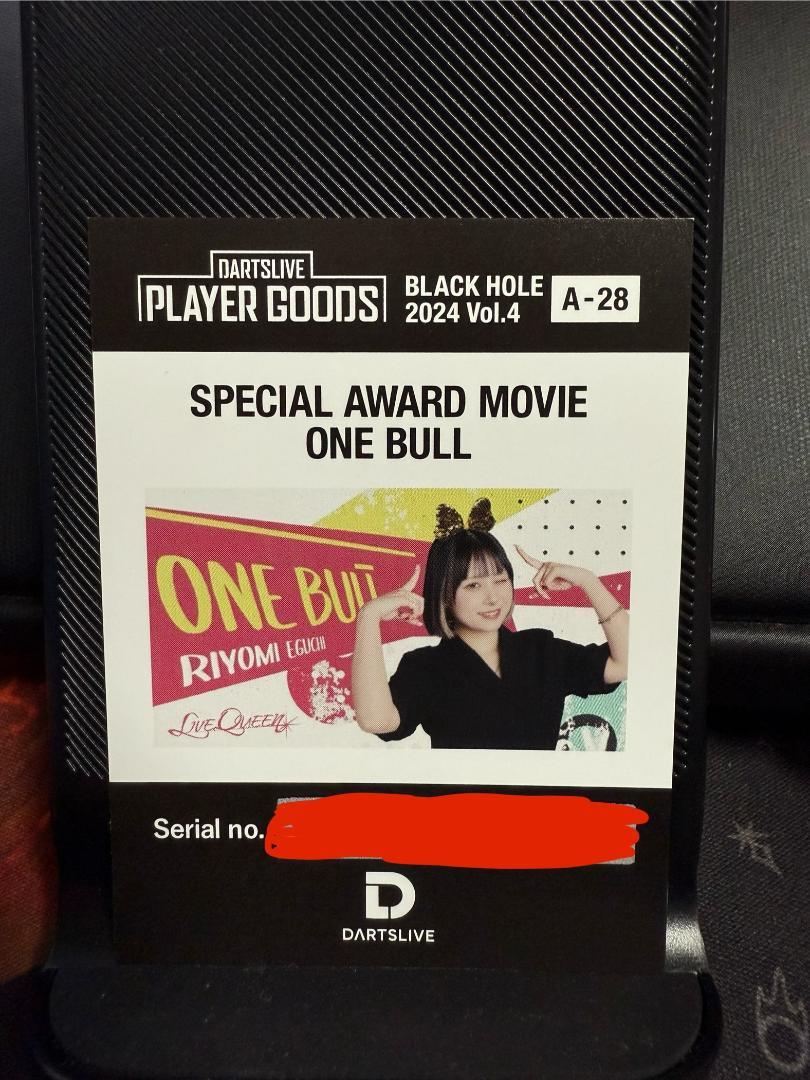 DARTSLIVE
PLAYER GOODS
BLACK HOLE
2024 Vol.4
A-28
SPECIAL AWARD MOVIE
ONE BULL
ONE BULL
RIYOMI EGUCHI
LIVE QUEEN
Serial no.
DARTSLIVE